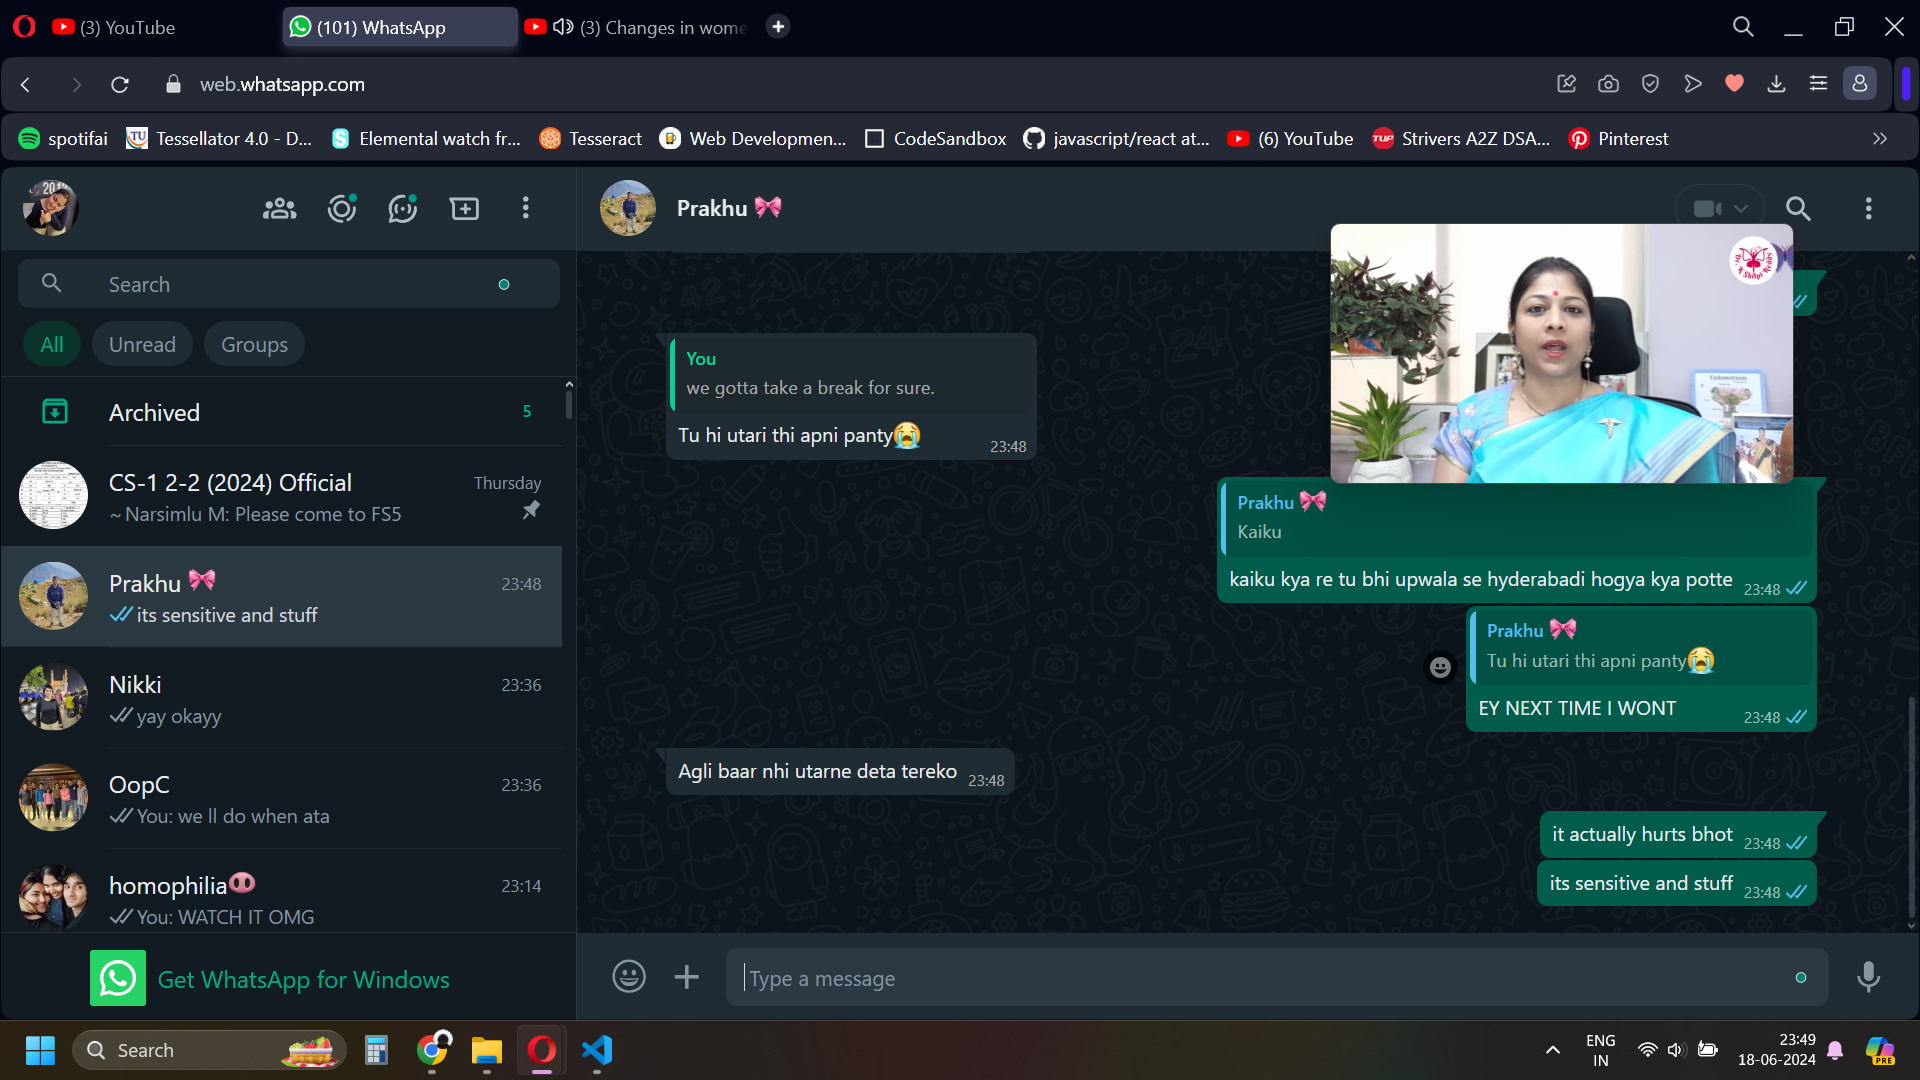 (3) YouTube
(101) WhatsApp
(3) Changes in wome
web.whatsapp.com
spotifai
Tessellator 4.0 - D...
Elemental watch fr...
Tesseract
Web Developmen...
CodeSandbox
javascript/react at...
(6) YouTube
Strivers A2Z DSA...
Pinterest
Prakhu 🎀
Search
All
Unread
Groups
Archived
5
CS-1 2-2 (2024) Official
Thursday
~ Narsimlu M: Please come to FS5
Prakhu 🎀
23:48
its sensitive and stuff
Nikki
23:36
yay okayy
OopC
23:36
You: we ll do when ata
homophilia🐽
23:14
You: WATCH IT OMG
Get WhatsApp for Windows
You
we gotta take a break for sure.
Tu hi utari thi apni panty😭
23:48
Prakhu 🎀
Kaiku
kaiku kya re tu bhi upwala se hyderabadi hogya kya potte
23:48
Prakhu 🎀
Tu hi utari thi apni panty😭
EY NEXT TIME I WONT
23:48
Agli baar nhi utarne deta tereko
23:48
it actually hurts bhot
23:48
its sensitive and stuff
23:48
Type a message
Search
ENG
IN
23:49
18-06-2024
PRE